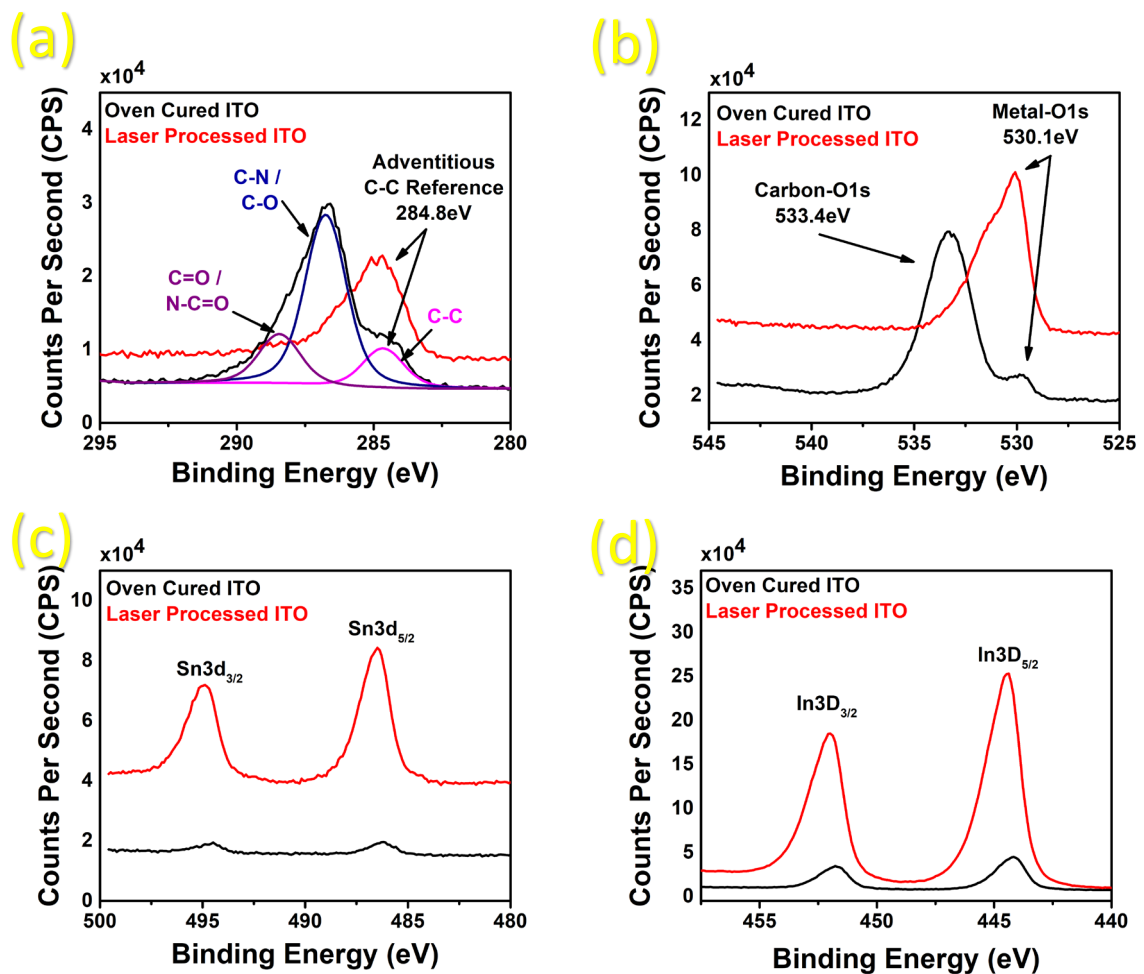 (a)
x10⁴
Oven Cured ITO
Laser Processed ITO
C-N /
C-O
Adventitious
C-C Reference
284.8eV
C=O /
N-C=O
C-C
Counts Per Second (CPS)
4
3
2
1
0
295
290
285
280
Binding Energy (eV)
(b)
x10⁴
Oven Cured ITO
Laser Processed ITO
Metal-O1s
530.1eV
Carbon-O1s
533.4eV
Counts Per Second (CPS)
12
10
8
6
4
2
545
540
535
530
525
Binding Energy (eV)
(c)
x10⁴
Oven Cured ITO
Laser Processed ITO
Sn3d₃/₂
Sn3d₅/₂
Counts Per Second (CPS)
10
8
6
4
2
0
500
495
490
485
480
Binding Energy (eV)
(d)
x10⁴
Oven Cured ITO
Laser Processed ITO
In3D₃/₂
In3D₅/₂
Counts Per Second (CPS)
35
30
25
20
15
10
5
0
455
450
445
440
Binding Energy (eV)